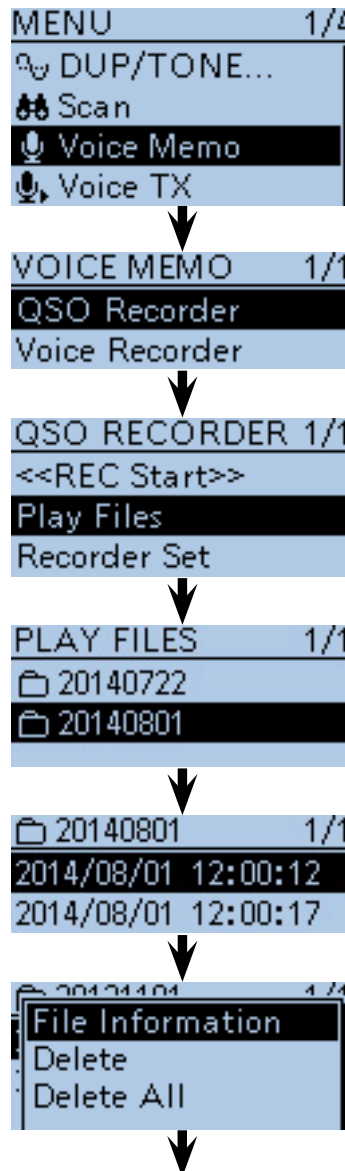 MENU 1/4
DUP/TONE...
Scan
Voice Memo
Voice TX
VOICE MEMO 1/1
QSO Recorder
Voice Recorder
QSO RECORDER 1/1
<<REC Start>>
Play Files
Recorder Set
PLAY FILES 1/1
20140722
20140801
20140801 1/1
2014/08/01 12:00:12
2014/08/01 12:00:17
File Information
Delete
Delete All